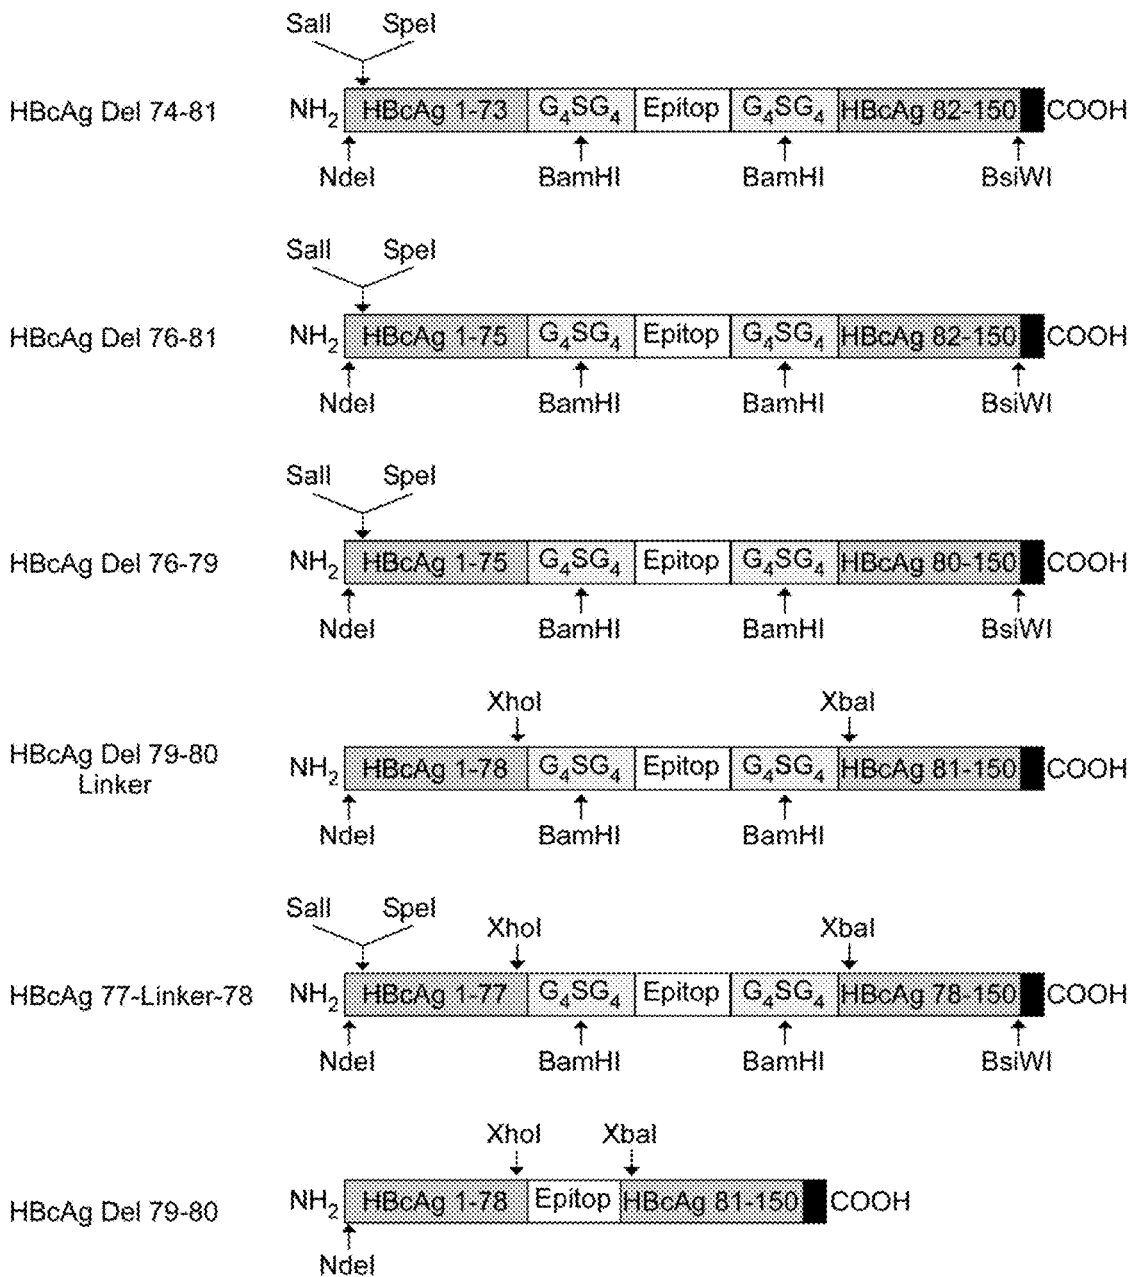 SalI SpeI
HBcAg Del 74-81 NH2 HBcAg 1-73 G4SG4 Epitop G4SG4 HBcAg 82-150 COOH
NdeI BamHI BamHI BsiWI
SalI SpeI
HBcAg Del 76-81 NH2 HBcAg 1-75 G4SG4 Epitop G4SG4 HBcAg 82-150 COOH
NdeI BamHI BamHI BsiWI
SalI SpeI
HBcAg Del 76-79 NH2 HBcAg 1-75 G4SG4 Epitop G4SG4 HBcAg 80-150 COOH
NdeI BamHI BamHI BsiWI
XhoI XbaI
HBcAg Del 79-80 NH2 HBcAg 1-78 G4SG4 Epitop G4SG4 HBcAg 81-150 COOH
Linker
NdeI BamHI BamHI
SalI SpeI XhoI XbaI
HBcAg 77-Linker-78 NH2 HBcAg 1-77 G4SG4 Epitop G4SG4 HBcAg 78-150 COOH
NdeI BamHI BamHI BsiWI
XhoI XbaI
HBcAg Del 79-80 NH2 HBcAg 1-78 Epitop HBcAg 81-150 COOH
NdeI